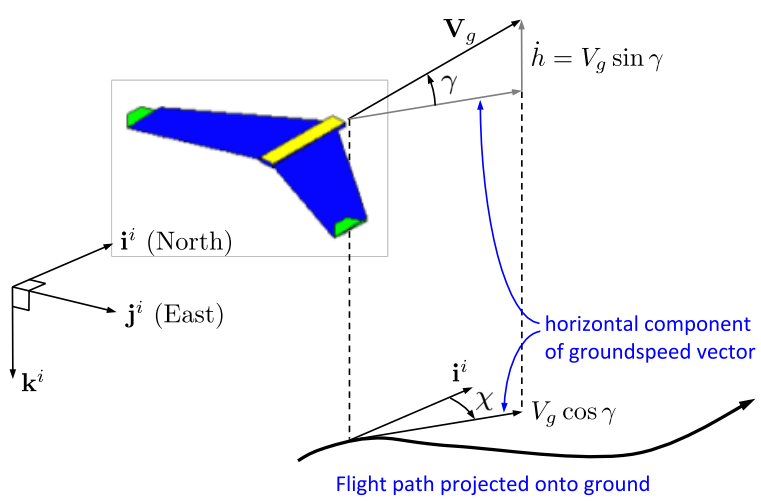 𝐕_g
ḣ = V_g sin γ
γ
𝐢^i (North)
𝐣^i (East)
𝐤^i
horizontal component
of groundspeed vector
𝐢^i
χ
V_g cos γ
Flight path projected onto ground